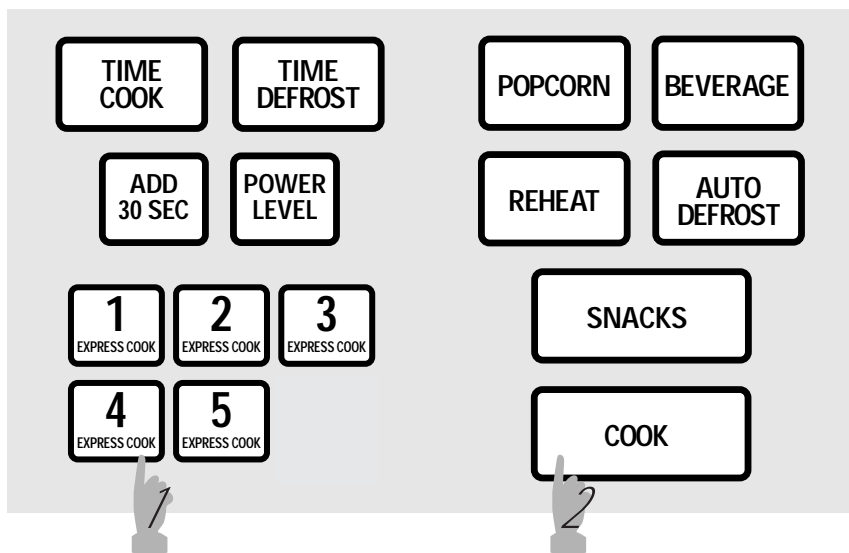 TIME
COOK
TIME
DEFROST
ADD
30 SEC
POWER
LEVEL
1
EXPRESS COOK
2
EXPRESS COOK
3
EXPRESS COOK
4
EXPRESS COOK
5
EXPRESS COOK
1
POPCORN
BEVERAGE
REHEAT
AUTO
DEFROST
SNACKS
COOK
2